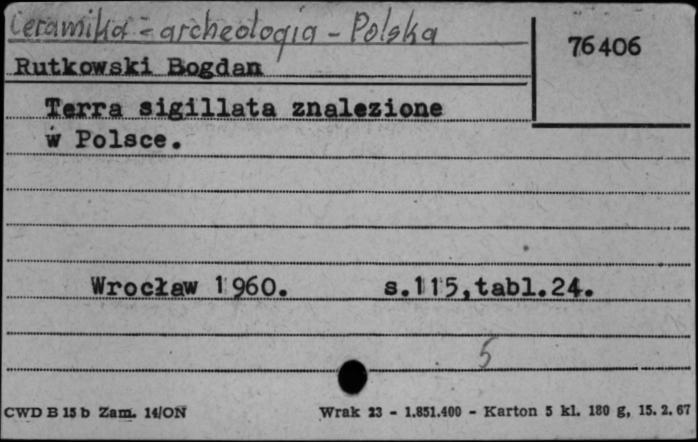 Ceramika - archeologia - Polska
76406
Rutkowski Bogdan
Terra sigillata znalezione
w Polsce.
Wrocław 1960. s.115,tabl.24.
5
CWD B 15 b Zam. 14/ON Wrak 23 - 1.851.400 - Karton 5 kl. 180 g, 15. 2. 67